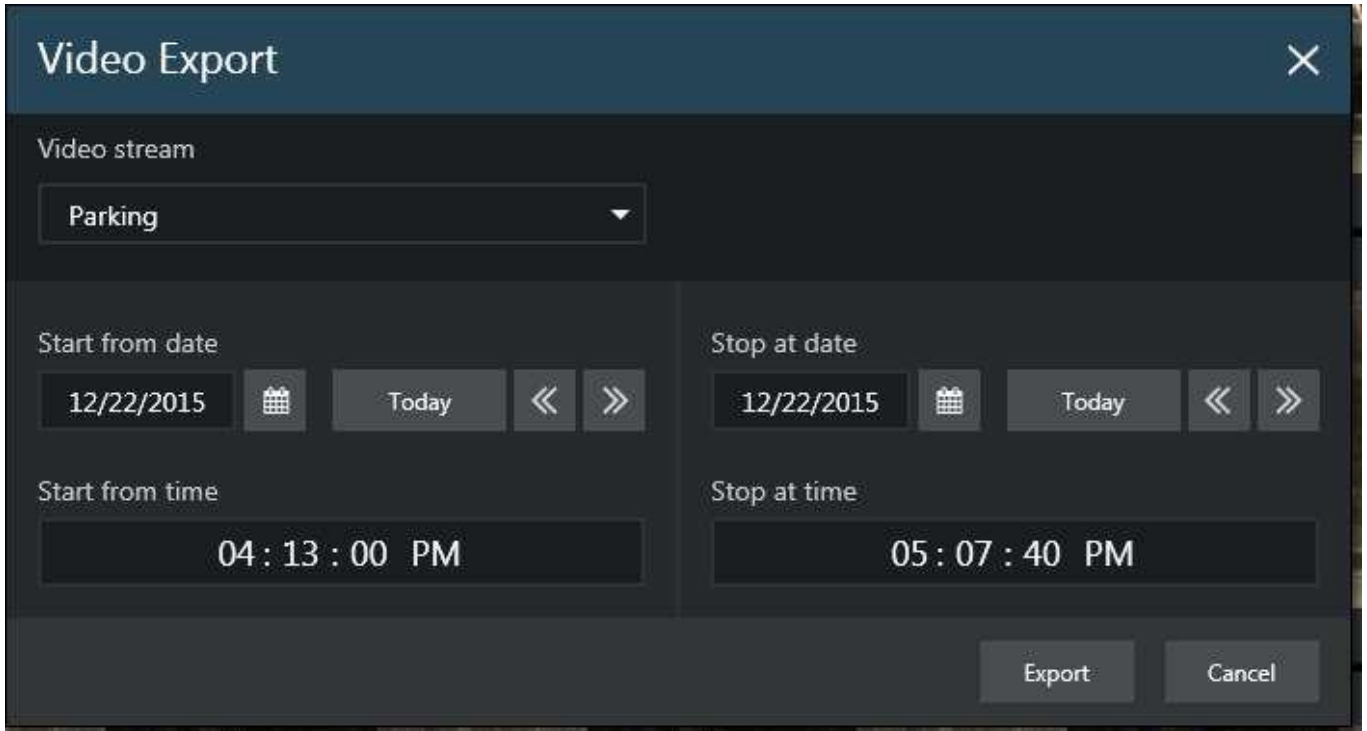 Video Export
Video stream
Parking
Start from date
12/22/2015 Today
Start from time
04 : 13 : 00 PM
Stop at date
12/22/2015 Today
Stop at time
05 : 07 : 40 PM
Export Cancel